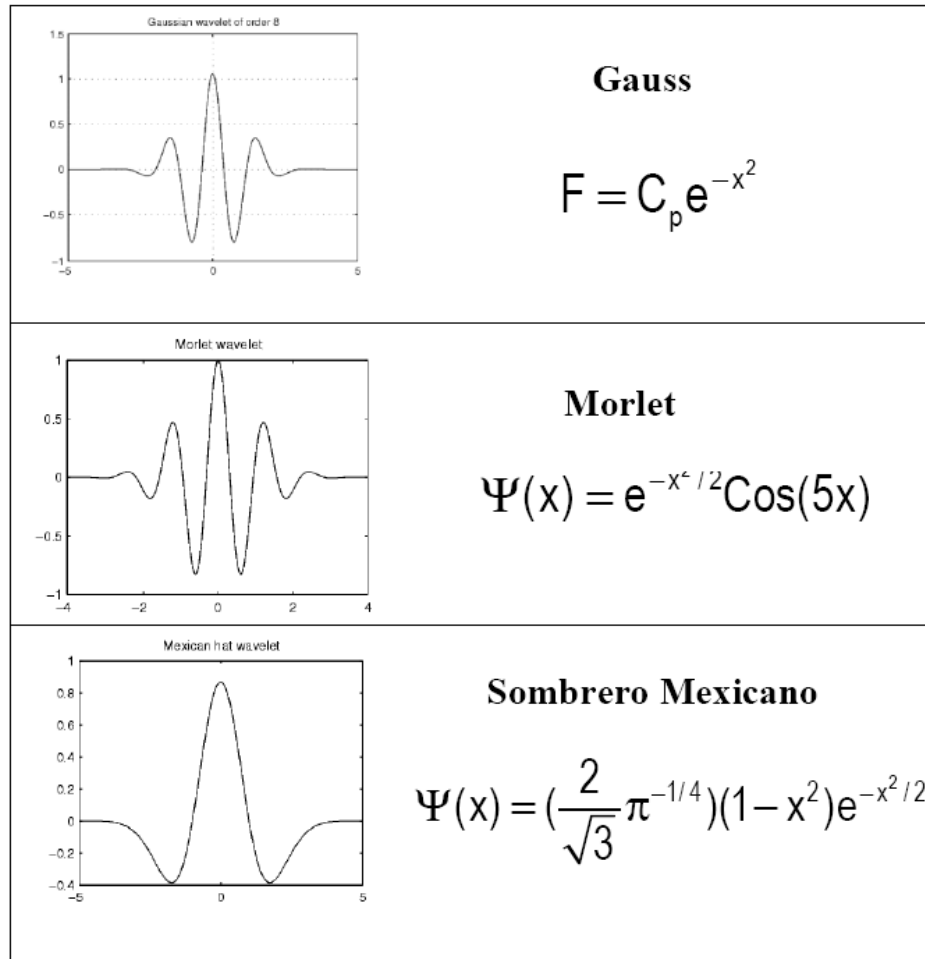 Gaussian wavelet of order 8
1.5
1
0.5
0
-0.5
-1
-5 0 5
Gauss
F = C_p e^{-x^2}
Morlet wavelet
1
0.5
0
-0.5
-1
-4 -2 0 2 4
Morlet
Ψ(x) = e^{-x^2/2}Cos(5x)
Mexican hat wavelet
1
0.8
0.6
0.4
0.2
0
-0.2
-0.4
-5 0 5
Sombrero Mexicano
Ψ(x) = (\frac{2}{\sqrt{3}} π^{-1/4})(1-x^2)e^{-x^2/2}